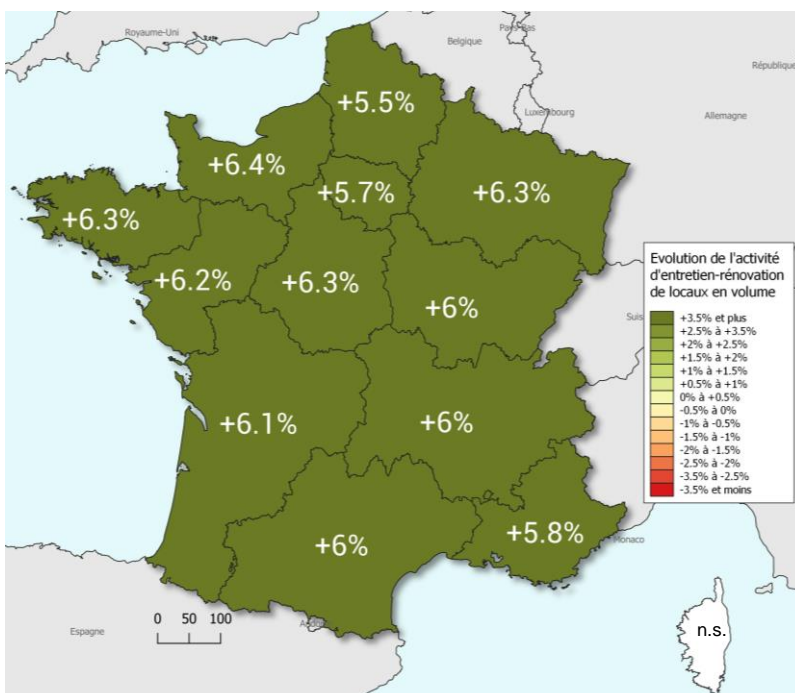 Royaume-Uni
Pays-Bas
Belgique
République
Luxembourg
Allemagne
+5.5%
+6.4%
+5.7%
+6.3%
+6.3%
+6.2%
+6.3%
+6%
+6.1%
+6%
+6%
+5.8%
Evolution de l'activité
d'entretien-rénovation
de locaux en volume
+3.5% et plus
+2.5% à +3.5%
+2% à +2.5%
+1.5% à +2%
+1% à +1.5%
+0.5% à +1%
0% à +0.5%
-0.5% à 0%
-1% à -0.5%
-1.5% à -1%
-2% à -1.5%
-2.5% à -2%
-3.5% à -2.5%
-3.5% et moins
Suis
Monaco
0 50 100
Espagne
n.s.